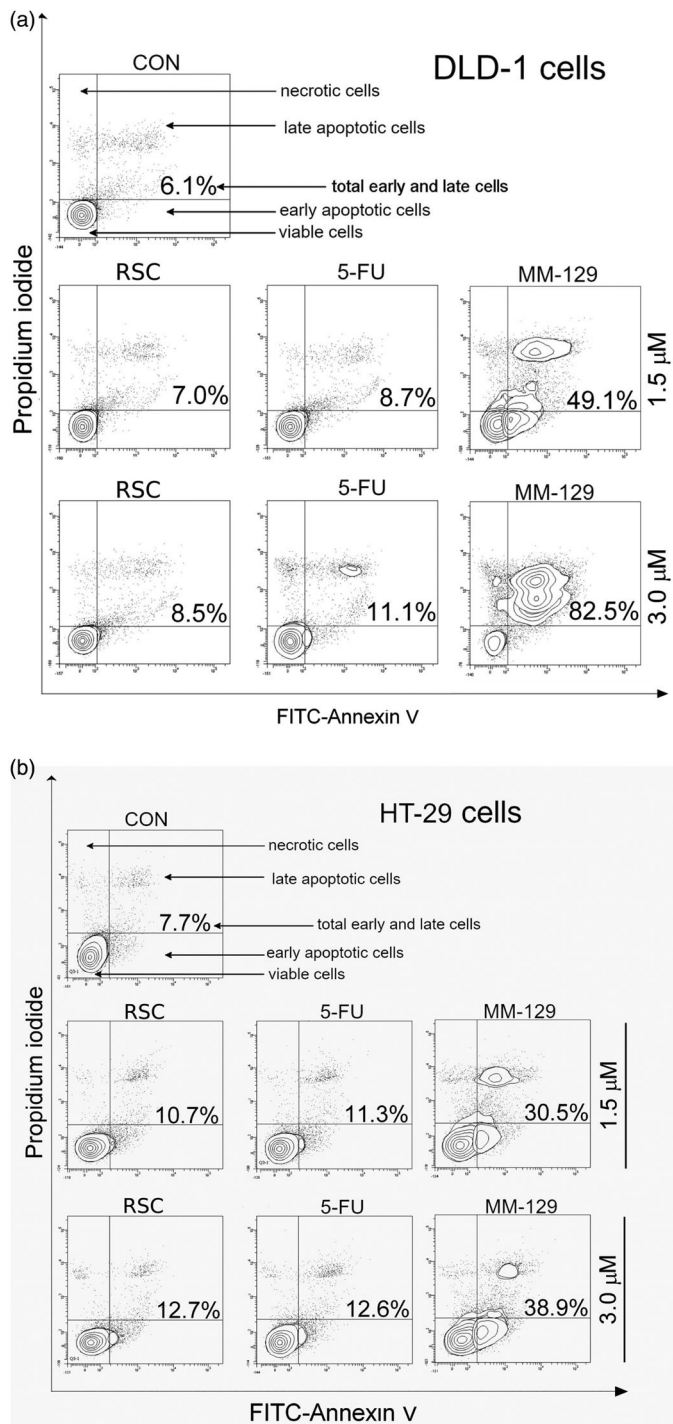 (a)
DLD-1 cells
CON
necrotic cells
late apoptotic cells
6.1%
total early and late cells
early apoptotic cells
viable cells
RSC
5-FU
MM-129
7.0%
8.7%
49.1%
1.5 µM
RSC
5-FU
MM-129
8.5%
11.1%
82.5%
3.0 µM
Propidium iodide
FITC-Annexin V
(b)
HT-29 cells
CON
necrotic cells
late apoptotic cells
7.7%
total early and late cells
early apoptotic cells
viable cells
RSC
5-FU
MM-129
10.7%
11.3%
30.5%
1.5 µM
RSC
5-FU
MM-129
12.7%
12.6%
38.9%
3.0 µM
Propidium iodide
FITC-Annexin V